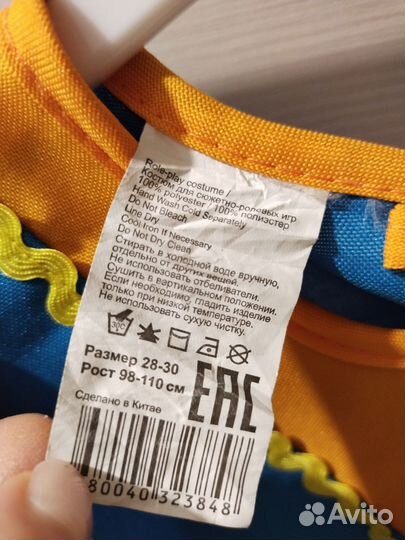 Role-play costume /
Костюм для сюжетно-ролевых игр
100% polyester / 100% полиэстер
Hand Wash Cold Separately
Do Not Bleach
Line Dry
Cool Iron If Necessary
Do Not Dry Clean
Стирать в холодной воде вручную,
отдельно от других вещей.
Не использовать отбеливатели.
Сушить в вертикальном положении.
Если необходимо, гладить изделие
только при низкой температуре.
Не использовать сухую чистку.
30C
Размер 28-30
Рост 98-110 см
EAC
Сделано в Китае
80040 323848
Avito